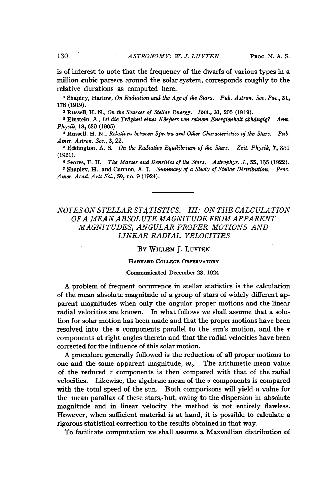 130 ASTRONOMY: W. J. LUYTEN PROC. N. A. S.
is of interest to note that the frequency of the dwarfs of various types in a
million cubic parsecs around the solar system, corresponds roughly to the
relative durations as computed here.
Shapley, Harlow, On Radiation and the Age of the Stars. Pub. Astron. Soc. Pac., 31,
178 (1919).
Russell, H. N., On the Sources of Stellar Energy. Ibid., 31, 205 (1919).
Einstein, A., Ist die Trägheit eines Körpers von seinem Energieinhalt abhängig? Ann.
Physik, 18, 639 (1905).
Russell, H. N., Relations between Spectra and Other Characteristics of the Stars. Pub.
Amer. Astron. Soc., 3, 22.
Eddington, A. S. On the Radiative Equilibrium of the Stars. Zeit. Physik, 7,
(1921).
Seares, F. H. The Masses and Densities of the Stars. Astrophys. J., 55, 165 (1922).
Shapley, H. and Cannon, A. J. Summary of a Study of Stellar Distribution. Proc.
Amer. Acad. Arts Sci., 59, no. 9 (1924).
NOTES ON STELLAR STATISTICS. III: ON THE CALCULATION
OF A MEAN ABSOLUTE MAGNITUDE FROM APPARENT
MAGNITUDES, ANGULAR PROPER MOTIONS AND
LINEAR RADIAL VELOCITIES
BY WILLEM J. LUYTEN
HARVARD COLLEGE OBSERVATORY
Communicated December 23, 1924
A problem of frequent occurrence in stellar statistics is the calculation
of the mean absolute magnitude of a group of stars of widely different ap-
parent magnitudes when only the angular proper motions and the linear
radial velocities are known. In what follows we shall assume that a solu-
tion for solar motion has been made and that the proper motions have been
resolved into the υ components parallel to the sun's motion, and the τ
components at right angles thereto and that the radial velocities have been
corrected for the influence of this solar motion.
A procedure generally followed is the reduction of all proper motions to
one and the same apparent magnitude, m₀. The arithmetic mean value
of the reduced τ components is then compared with that of the radial
velocities. Likewise, the algebraic mean of the υ components is compared
with the total speed of the sun. Both comparisons will yield a value for
the mean parallax of these stars, but, owing to the dispersion in absolute
magnitude and in linear velocity the method is not entirely flawless.
However, when sufficient material is at hand, it is possible to calculate a
rigorous statistical correction to the results obtained in that way.
To facilitate computation we shall assume a Maxwellian distribution of